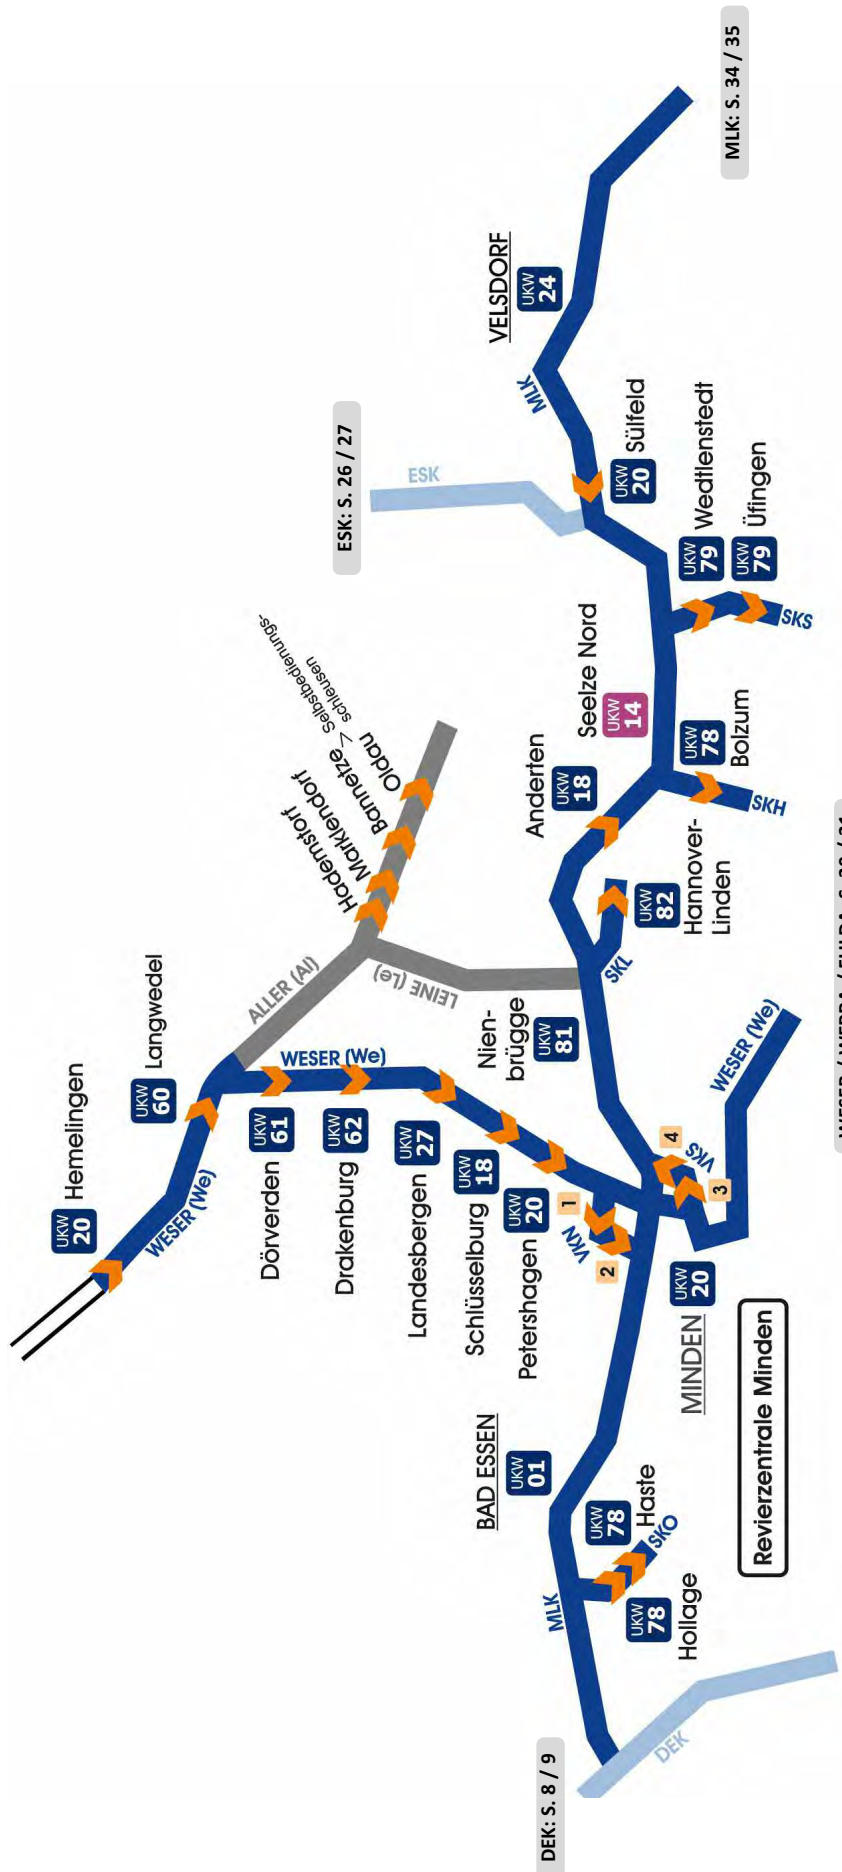 Hemelingen
UKW
20
WESER (We)
Langwedel
UKW
60
ALLER (Al)
WESER (We)
Dörverden
UKW
61
Drakenburg
UKW
62
Landesbergen
UKW
27
Schlüsselburg
UKW
18
Petershagen
UKW
20
Hademstorf
Marklendorf
Bannetze
Oldau
> Selbstbedienungs-
schleusen
LEINE (Le)
Nien-
brügge
UKW
81
1
VKN
2
DEK: S. 8 / 9
DEK
MLK
BAD ESSEN
UKW
01
UKW
78
Haste
SKO
UKW
78
Hollage
MINDEN
UKW
20
Revierzentrale Minden
3
VKS
4
WESER (We)
SKL
UKW
82
Hannover-
Linden
Anderten
UKW
18
Seelze Nord
UKW
14
UKW
78
Bolzum
SKH
ESK: S. 26 / 27
ESK
UKW
20
Sülfeld
UKW
79
Wedtlenstedt
UKW
79
Üfingen
SKS
MLK
VELSDORF
UKW
24
MLK: S. 34 / 35